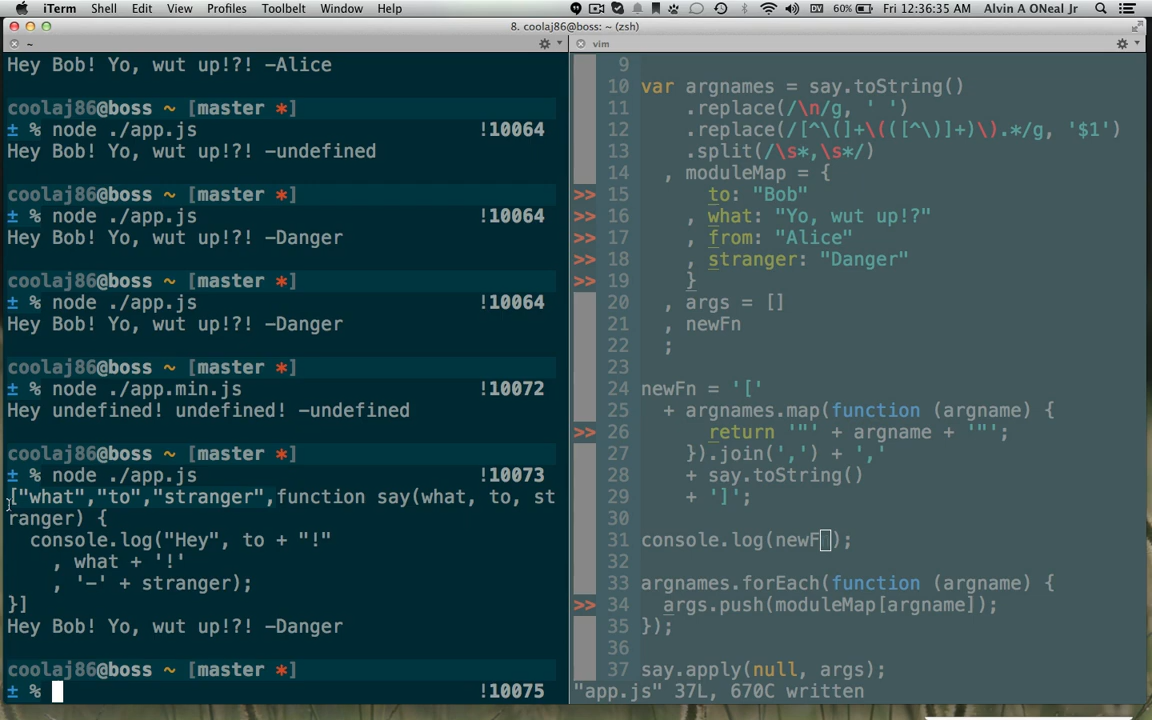 iTerm Shell Edit View Profiles Toolbelt Window Help 60% Fri 12:36:35 Alvin A ONeal Jr
8. coolaj86@boss: ~ (zsh)
~
Hey Bob! Yo, wut up!?! -Alice
coolaj86@boss ~ [master *]
± % node ./app.js !10064
Hey Bob! Yo, wut up!?! -undefined
coolaj86@boss ~ [master *]
± % node ./app.js !10064
Hey Bob! Yo, wut up!?! -Danger
coolaj86@boss ~ [master *]
± % node ./app.js !10064
Hey Bob! Yo, wut up!?! -Danger
coolaj86@boss ~ [master *]
± % node ./app.min.js !10072
Hey undefined! undefined! -undefined
coolaj86@boss ~ [master *]
± % node ./app.js !10073
["what","to","stranger",function say(what, to, st
ranger) {
console.log("Hey", to + "!"
, what + '!'
, '-' + stranger);
}]
Hey Bob! Yo, wut up!?! -Danger
coolaj86@boss ~ [master *]
± % !10075
vim
9
10 var argnames = say.toString()
11 .replace(/\n/g, ' ')
12 .replace(/[^\(]+\(([^\)]+)\).*/g, '$1')
13 .split(/\s*,\s*/)
14 , moduleMap = {
>> 15 to: "Bob"
>> 16 , what: "Yo, wut up!?"
>> 17 , from: "Alice"
>> 18 , stranger: "Danger"
>> 19 }
20 , args = []
21 , newFn
22 ;
23
24 newFn = '['
25 + argnames.map(function (argname) {
>> 26 return '"' + argname + '"';
27 }).join(',') + ','
28 + say.toString()
29 + ']';
30
31 console.log(newF );
32
33 argnames.forEach(function (argname) {
>> 34 args.push(moduleMap[argname]);
35 });
36
37 say.apply(null, args);
"app.js" 37L, 670C written